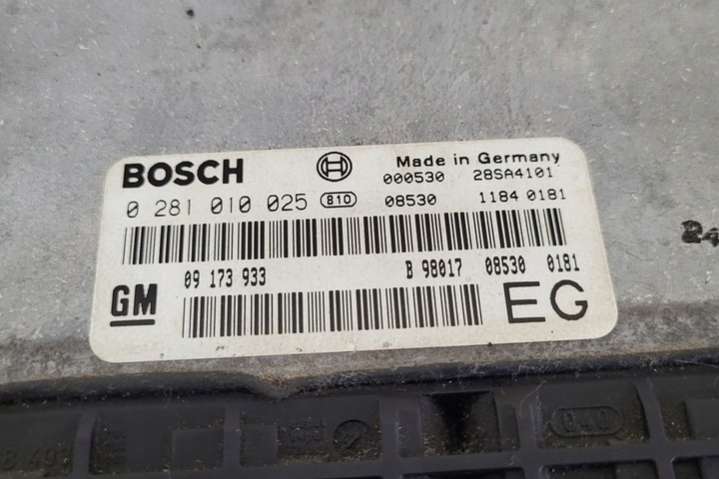 BOSCH
Made in Germany
000530 28SA4101
0 281 010 025 B10 08530 1184 0181
09 173 933 B 98017 08530 0181
GM
EG